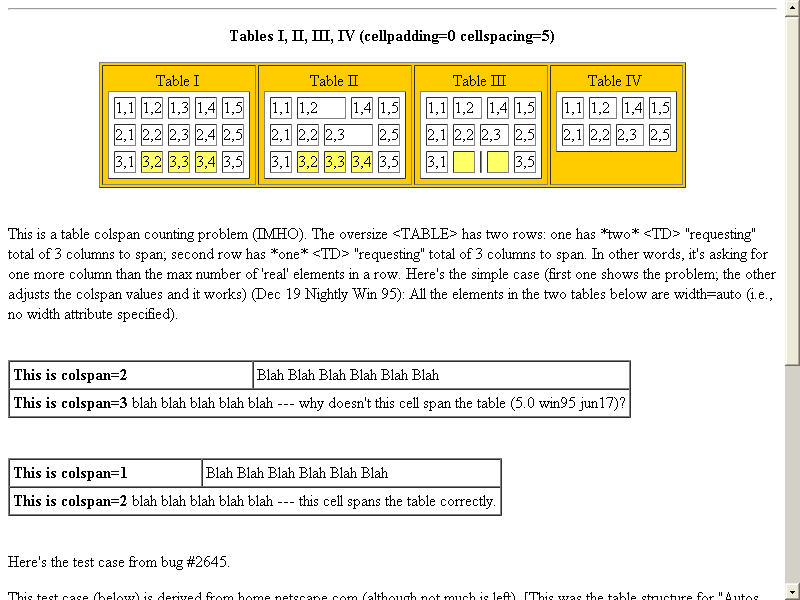 Tables I, II, III, IV (cellpadding=0 cellspacing=5)
Table I Table II Table III Table IV
1,1 1,2 1,3 1,4 1,5 1,1 1,2 1,4 1,5 1,1 1,2 1,4 1,5 1,1 1,2 1,4 1,5
2,1 2,2 2,3 2,4 2,5 2,1 2,2 2,3 2,5 2,1 2,2 2,3 2,5 2,1 2,2 2,3 2,5
3,1 3,2 3,3 3,4 3,5 3,1 3,2 3,3 3,4 3,5 3,1 3,5
This is a table colspan counting problem (IMHO). The oversize <TABLE> has two rows: one has *two* <TD> "requesting"
total of 3 columns to span; second row has *one* <TD> "requesting" total of 3 columns to span. In other words, it's asking for
one more column than the max number of 'real' elements in a row. Here's the simple case (first one shows the problem; the other
adjusts the colspan values and it works) (Dec 19 Nightly Win 95): All the elements in the two tables below are width=auto (i.e.,
no width attribute specified).
This is colspan=2 Blah Blah Blah Blah Blah Blah
This is colspan=3 blah blah blah blah blah --- why doesn't this cell span the table (5.0 win95 jun17)?
This is colspan=1 Blah Blah Blah Blah Blah Blah
This is colspan=2 blah blah blah blah blah --- this cell spans the table correctly.
Here's the test case from bug #2645.
This test case (below) is derived from home.netscape.com (although not much is left). [This was the table structure for "Autos